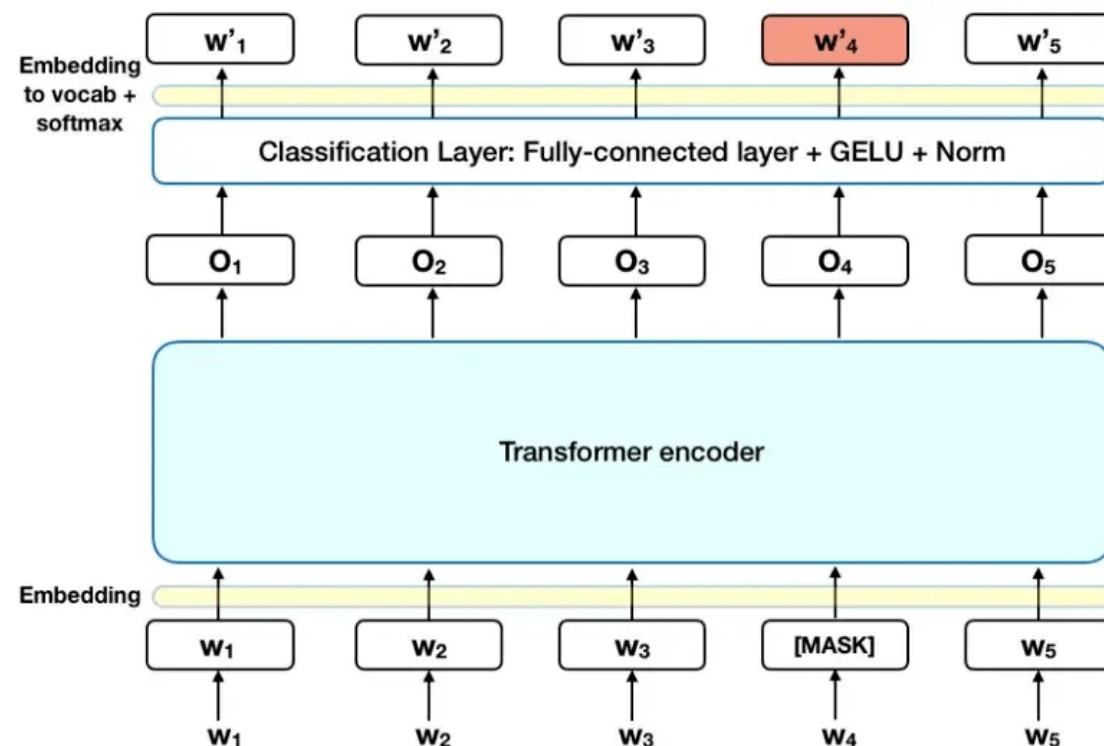 w'1 w'2 w'3 w'4 w'5
Embedding
to vocab +
softmax
Classification Layer: Fully-connected layer + GELU + Norm
O1 O2 O3 O4 O5
Transformer encoder
Embedding
w1 w2 w3 [MASK] w5
w1 w2 w3 w4 w5